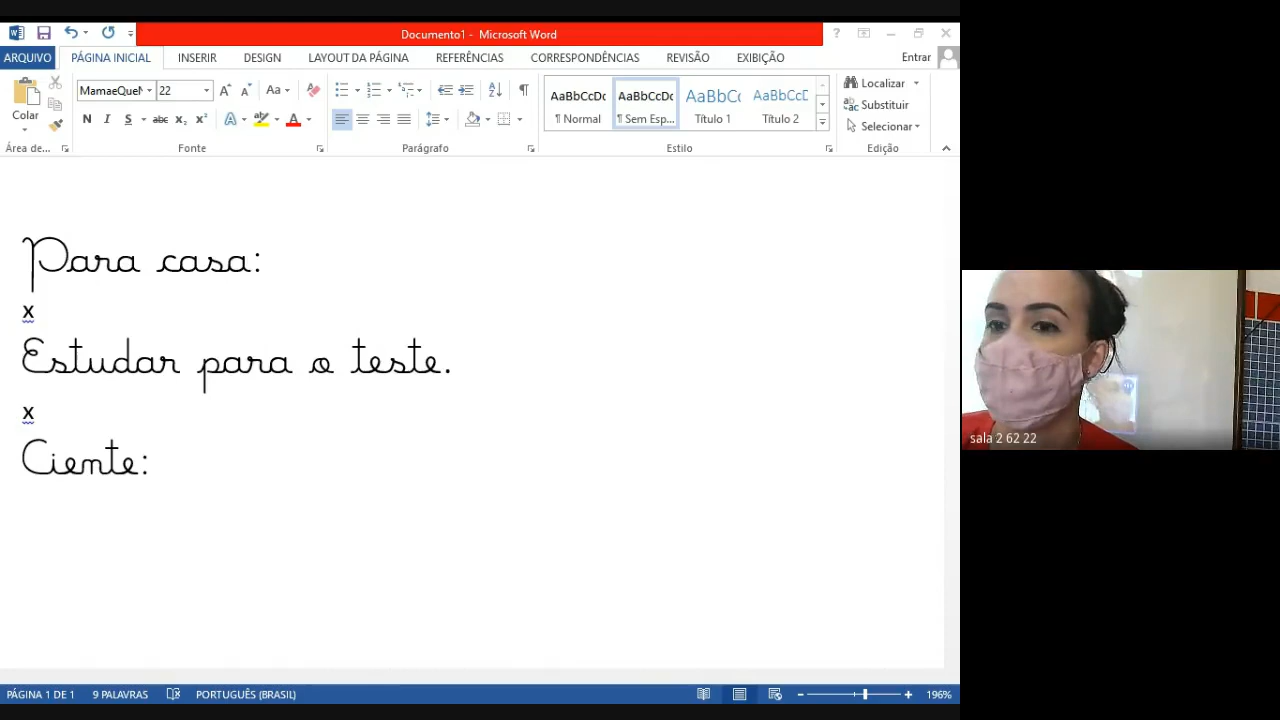 Documento1 - Microsoft Word
ARQUIVO PÁGINA INICIAL INSERIR DESIGN LAYOUT DA PÁGINA REFERÊNCIAS CORRESPONDÊNCIAS REVISÃO EXIBIÇÃO Entrar
Colar
MamaeQueN 22
AaBbCcDc AaBbCcDc AaBbCc AaBbCcD
¶ Normal ¶ Sem Esp... Título 1 Título 2
Localizar
Substituir
Selecionar
Área de... Fonte Parágrafo Estilo Edição
Para casa:
x
Estudar para o teste.
x
Ciente:
sala 2 62 22
PÁGINA 1 DE 1 9 PALAVRAS PORTUGUÊS (BRASIL) 196%